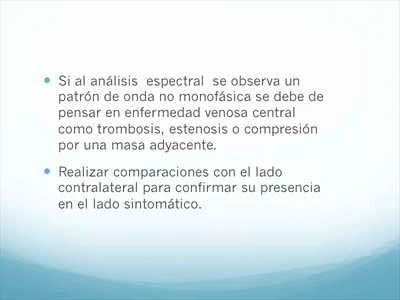 Si al análisis espectral se observa un
patrón de onda no monofásica se debe de
pensar en enfermedad venosa central
como trombosis, estenosis o compresión
por una masa adyacente.
Realizar comparaciones con el lado
contralateral para confirmar su presencia
en el lado sintomático.